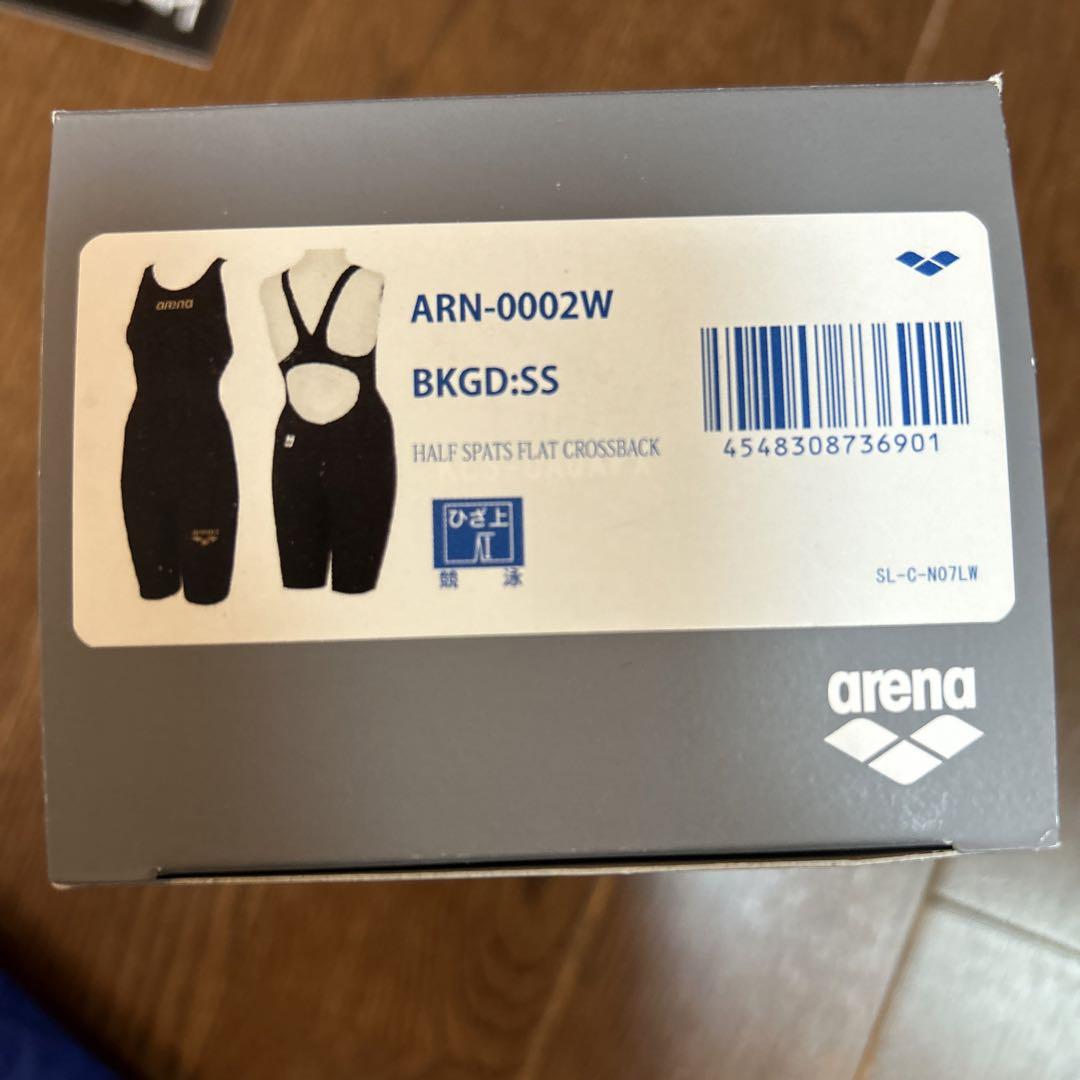 arena
ARN-0002W
BKGD:SS
HALF SPATS FLAT CROSSBACK
ひざ上
競 泳
4548308736901
SL-C-N07LW
arena